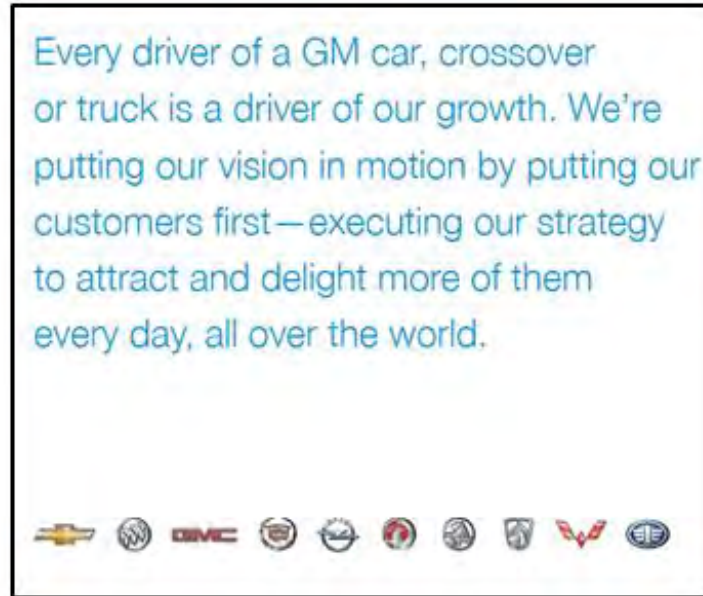 Every driver of a GM car, crossover
or truck is a driver of our growth. We're
putting our vision in motion by putting our
customers first—executing our strategy
to attract and delight more of them
every day, all over the world.
GMC